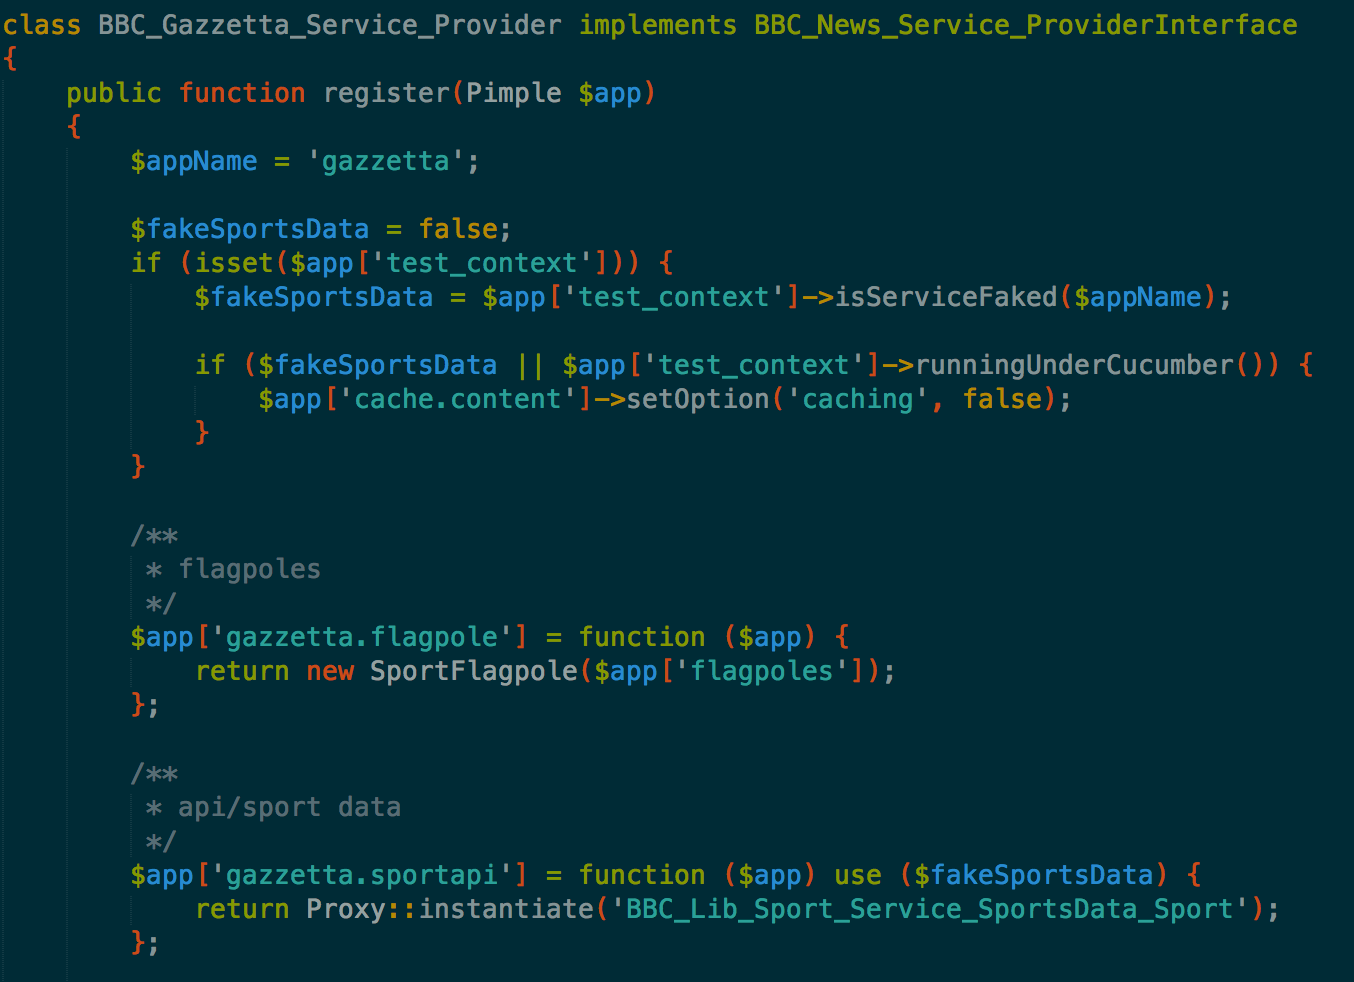 class BBC_Gazzetta_Service_Provider implements BBC_News_Service_ProviderInterface
{
    public function register(Pimple $app)
    {
        $appName = 'gazzetta';

        $fakeSportsData = false;
        if (isset($app['test_context'])) {
            $fakeSportsData = $app['test_context']->isServiceFaked($appName);

            if ($fakeSportsData || $app['test_context']->runningUnderCucumber()) {
                $app['cache.content']->setOption('caching', false);
            }
        }

        /**
         * flagpoles
         */
        $app['gazzetta.flagpole'] = function ($app) {
            return new SportFlagpole($app['flagpoles']);
        };

        /**
         * api/sport data
         */
        $app['gazzetta.sportapi'] = function ($app) use ($fakeSportsData) {
            return Proxy::instantiate('BBC_Lib_Sport_Service_SportsData_Sport');
        };